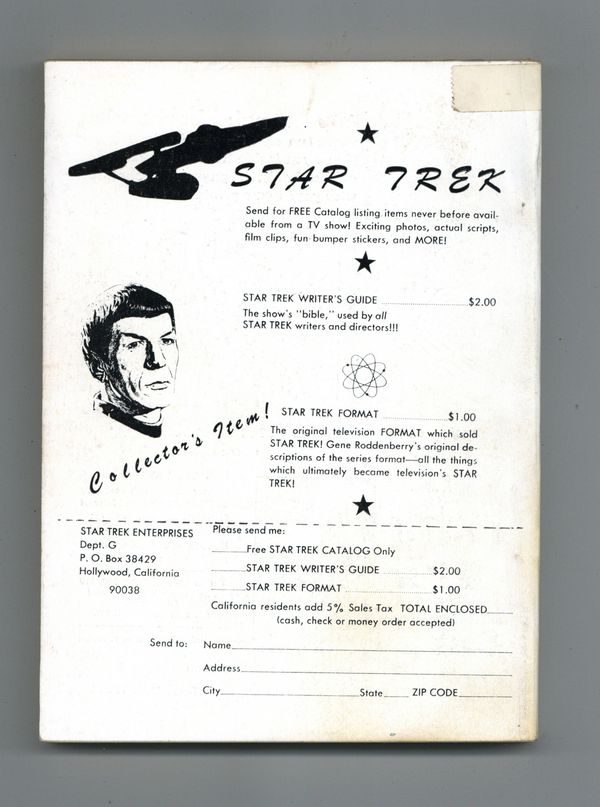 STAR TREK
Send for FREE Catalog listing items never before avail-
able from a TV show! Exciting photos, actual scripts,
film clips, fun bumper stickers, and MORE!
STAR TREK WRITER'S GUIDE $2.00
The show's "bible," used by all
STAR TREK writers and directors!!!
Collector's Item!
STAR TREK FORMAT $1.00
The original television FORMAT which sold
STAR TREK! Gene Roddenberry's original de-
scriptions of the series format—all the things
which ultimately became television's STAR
TREK!
STAR TREK ENTERPRISES
Dept. G
P. O. Box 38429
Hollywood, California
90038
Please send me:
Free STAR TREK CATALOG Only
STAR TREK WRITER'S GUIDE $2.00
STAR TREK FORMAT $1.00
California residents add 5% Sales Tax TOTAL ENCLOSED
(cash, check or money order accepted)
Send to: Name
Address
City State ZIP CODE